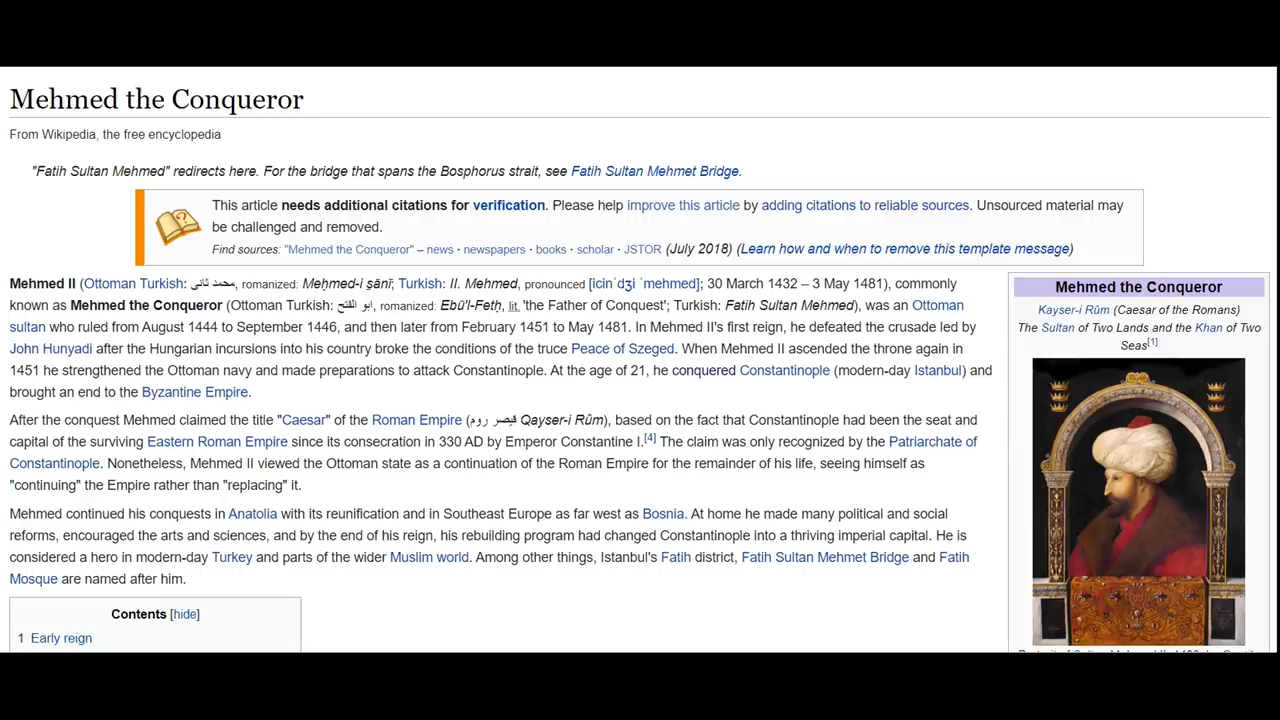 Mehmed the Conqueror
From Wikipedia, the free encyclopedia
"Fatih Sultan Mehmed" redirects here. For the bridge that spans the Bosphorus strait, see Fatih Sultan Mehmet Bridge.
This article needs additional citations for verification. Please help improve this article by adding citations to reliable sources. Unsourced material may
be challenged and removed.
Find sources: "Mehmed the Conqueror" – news · newspapers · books · scholar · JSTOR (July 2018) (Learn how and when to remove this template message)
Mehmed II (Ottoman Turkish: محمد ثانى, romanized: Meḥmed-i s̱ānī; Turkish: II. Mehmed, pronounced [icinˈdʒi ˈmehmed]; 30 March 1432 – 3 May 1481), commonly
known as Mehmed the Conqueror (Ottoman Turkish: ابو الفتح, romanized: Ebū'l-Fetḥ, lit. 'the Father of Conquest'; Turkish: Fatih Sultan Mehmed), was an Ottoman
sultan who ruled from August 1444 to September 1446, and then later from February 1451 to May 1481. In Mehmed II's first reign, he defeated the crusade led by
John Hunyadi after the Hungarian incursions into his country broke the conditions of the truce Peace of Szeged. When Mehmed II ascended the throne again in
1451 he strengthened the Ottoman navy and made preparations to attack Constantinople. At the age of 21, he conquered Constantinople (modern-day Istanbul) and
brought an end to the Byzantine Empire.
After the conquest Mehmed claimed the title "Caesar" of the Roman Empire (قیصر روم Qayser-i Rûm), based on the fact that Constantinople had been the seat and
capital of the surviving Eastern Roman Empire since its consecration in 330 AD by Emperor Constantine I.[4] The claim was only recognized by the Patriarchate of
Constantinople. Nonetheless, Mehmed II viewed the Ottoman state as a continuation of the Roman Empire for the remainder of his life, seeing himself as
"continuing" the Empire rather than "replacing" it.
Mehmed continued his conquests in Anatolia with its reunification and in Southeast Europe as far west as Bosnia. At home he made many political and social
reforms, encouraged the arts and sciences, and by the end of his reign, his rebuilding program had changed Constantinople into a thriving imperial capital. He is
considered a hero in modern-day Turkey and parts of the wider Muslim world. Among other things, Istanbul's Fatih district, Fatih Sultan Mehmet Bridge and Fatih
Mosque are named after him.
Contents [hide]
1 Early reign
Mehmed the Conqueror
Kayser-i Rûm (Caesar of the Romans)
The Sultan of Two Lands and the Khan of Two
Seas[1]